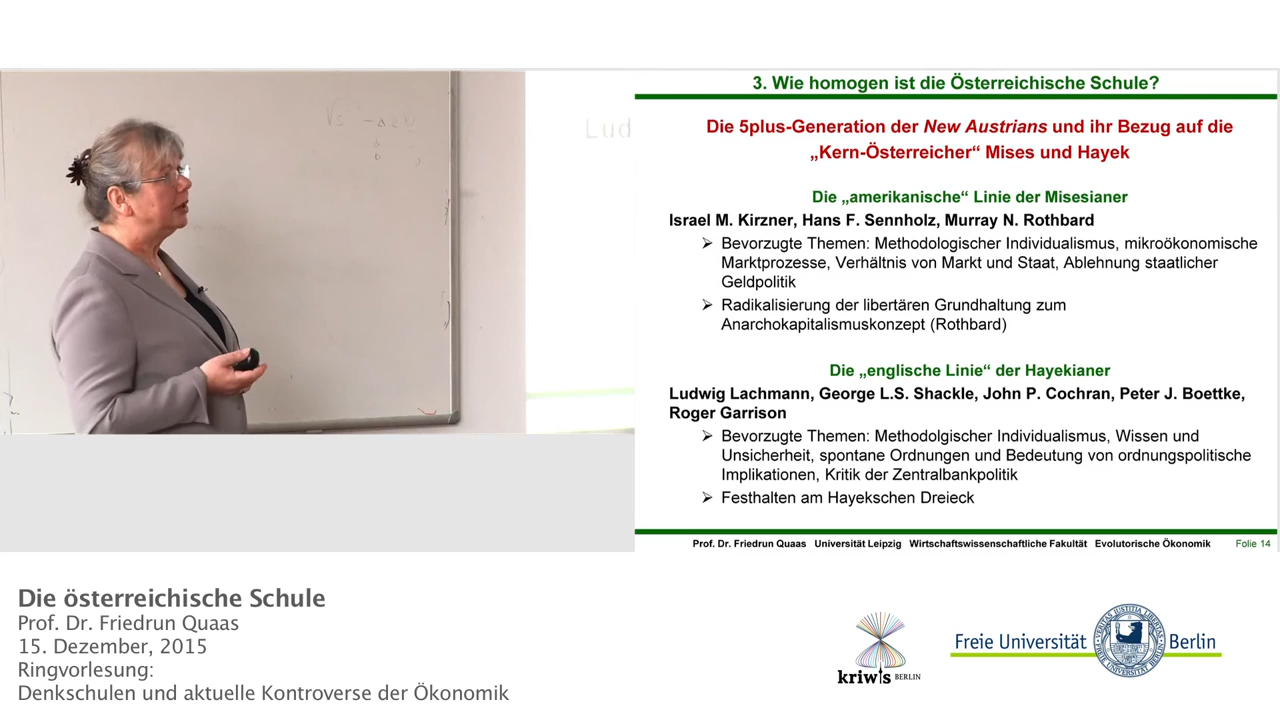 Lud
3. Wie homogen ist die Österreichische Schule?
Die 5plus-Generation der New Austrians und ihr Bezug auf die
„Kern-Österreicher“ Mises und Hayek
Die „amerikanische“ Linie der Misesianer
Israel M. Kirzner, Hans F. Sennholz, Murray N. Rothbard
➢ Bevorzugte Themen: Methodologischer Individualismus, mikroökonomische
Marktprozesse, Verhältnis von Markt und Staat, Ablehnung staatlicher
Geldpolitik
➢ Radikalisierung der libertären Grundhaltung zum
Anarchokapitalismuskonzept (Rothbard)
Die „englische Linie“ der Hayekianer
Ludwig Lachmann, George L.S. Shackle, John P. Cochran, Peter J. Boettke,
Roger Garrison
➢ Bevorzugte Themen: Methodolgischer Individualismus, Wissen und
Unsicherheit, spontane Ordnungen und Bedeutung von ordnungspolitische
Implikationen, Kritik der Zentralbankpolitik
➢ Festhalten am Hayekschen Dreieck
Prof. Dr. Friedrun Quaas Universität Leipzig Wirtschaftswissenschaftliche Fakultät Evolutorische Ökonomik Folie 14
Die österreichische Schule
Prof. Dr. Friedrun Quaas
15. Dezember, 2015
Ringvorlesung:
Denkschulen und aktuelle Kontroverse der Ökonomik
kriwis BERLIN
Freie Universität Berlin